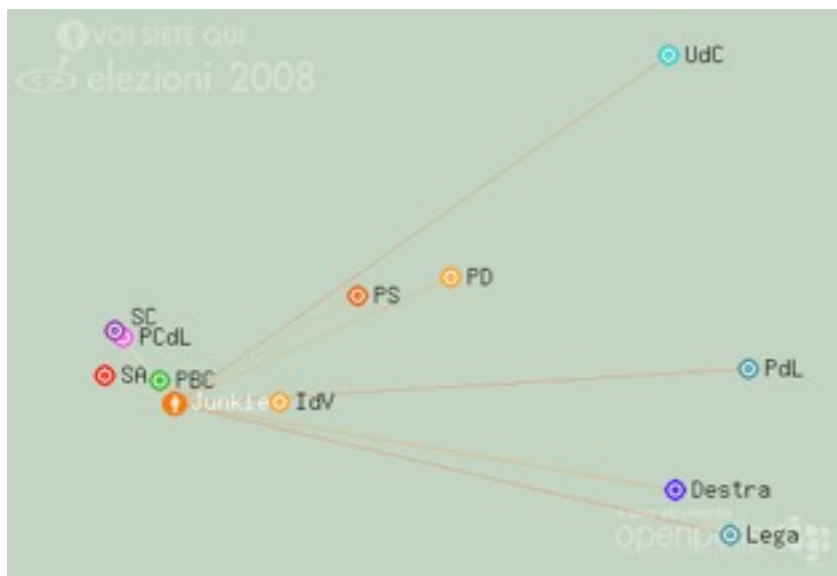 VOI SIETE QUI
elezioni 2008
UdC
PD
PS
SC
PCdL
PdL
SA
PBC
Junkie
IdV
Destra
Lega